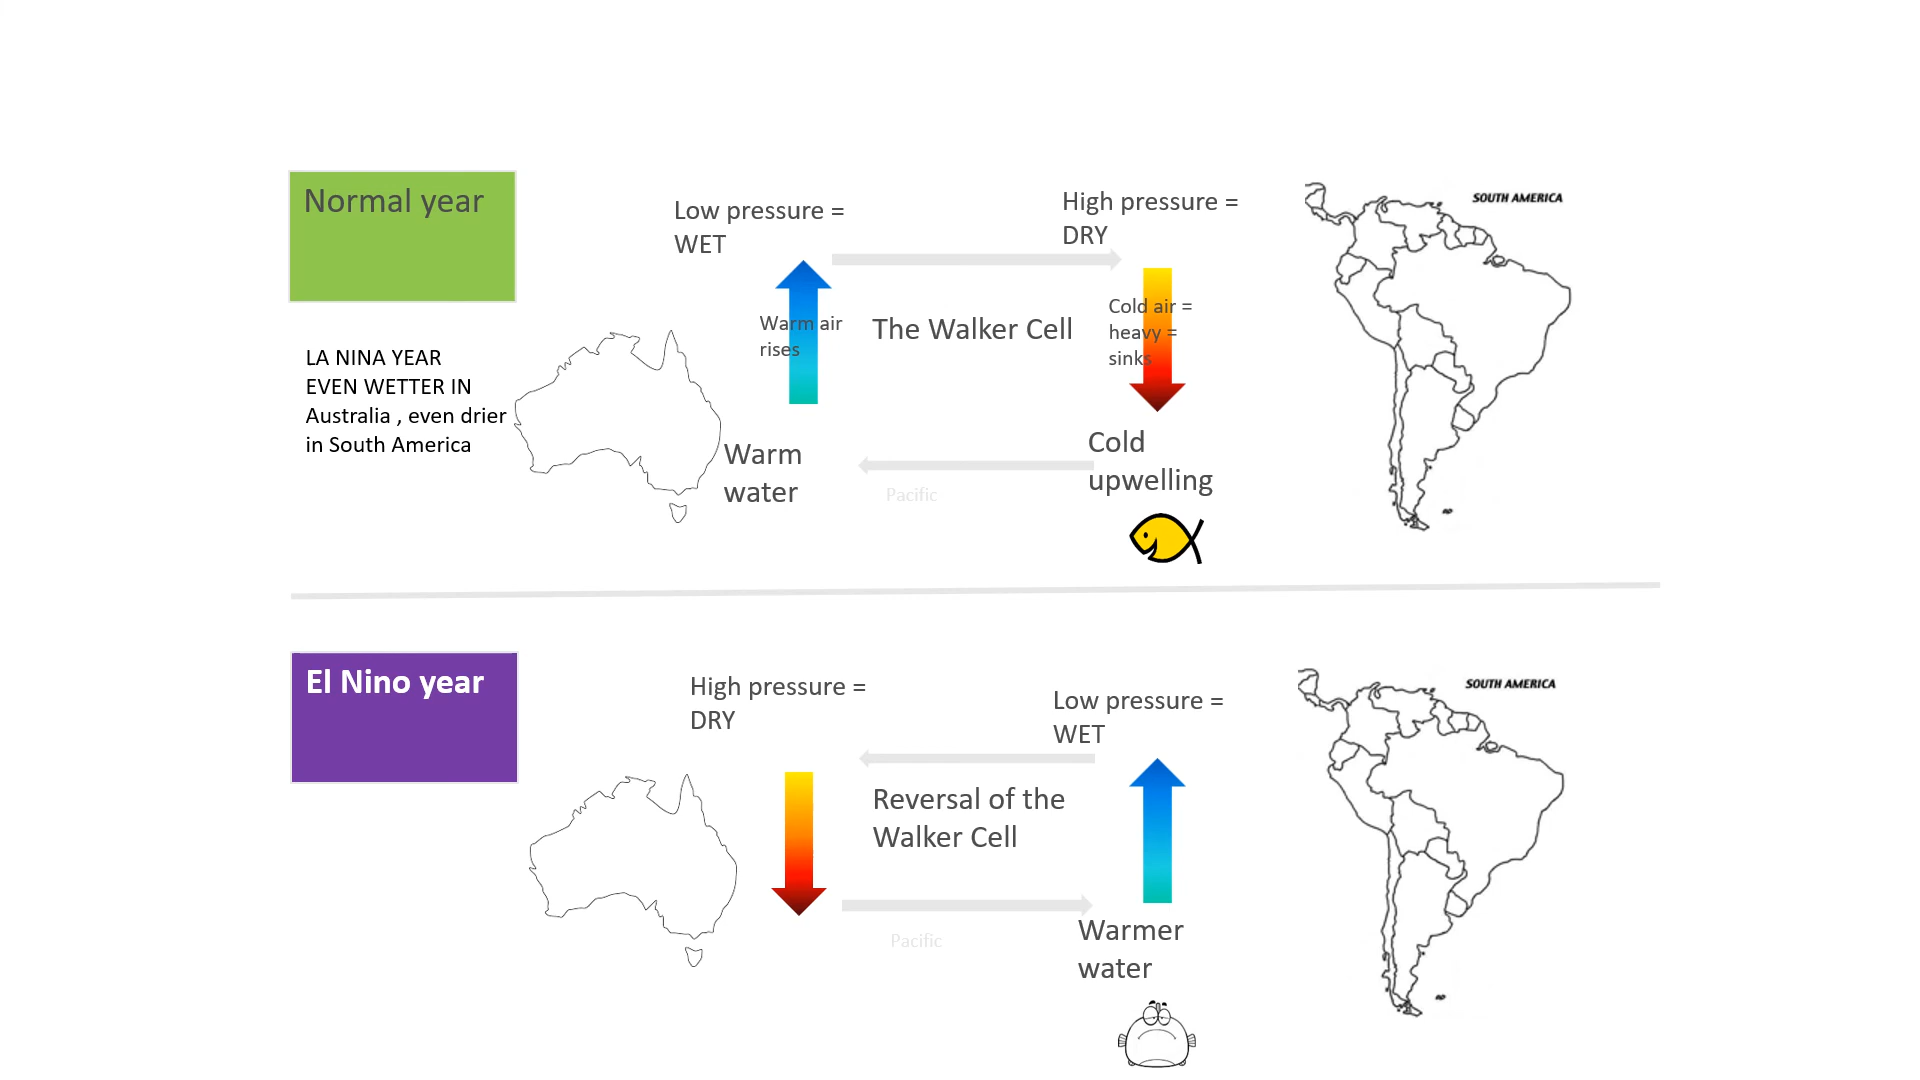 Normal year
Low pressure =
WET
High pressure =
DRY
SOUTH AMERICA
Warm air
rises
The Walker Cell
Cold air =
heavy =
sinks
LA NINA YEAR
EVEN WETTER IN
Australia , even drier
in South America
Warm
water
Cold
upwelling
Pacific
El Nino year
High pressure =
DRY
Low pressure =
WET
SOUTH AMERICA
Reversal of the
Walker Cell
Pacific
Warmer
water